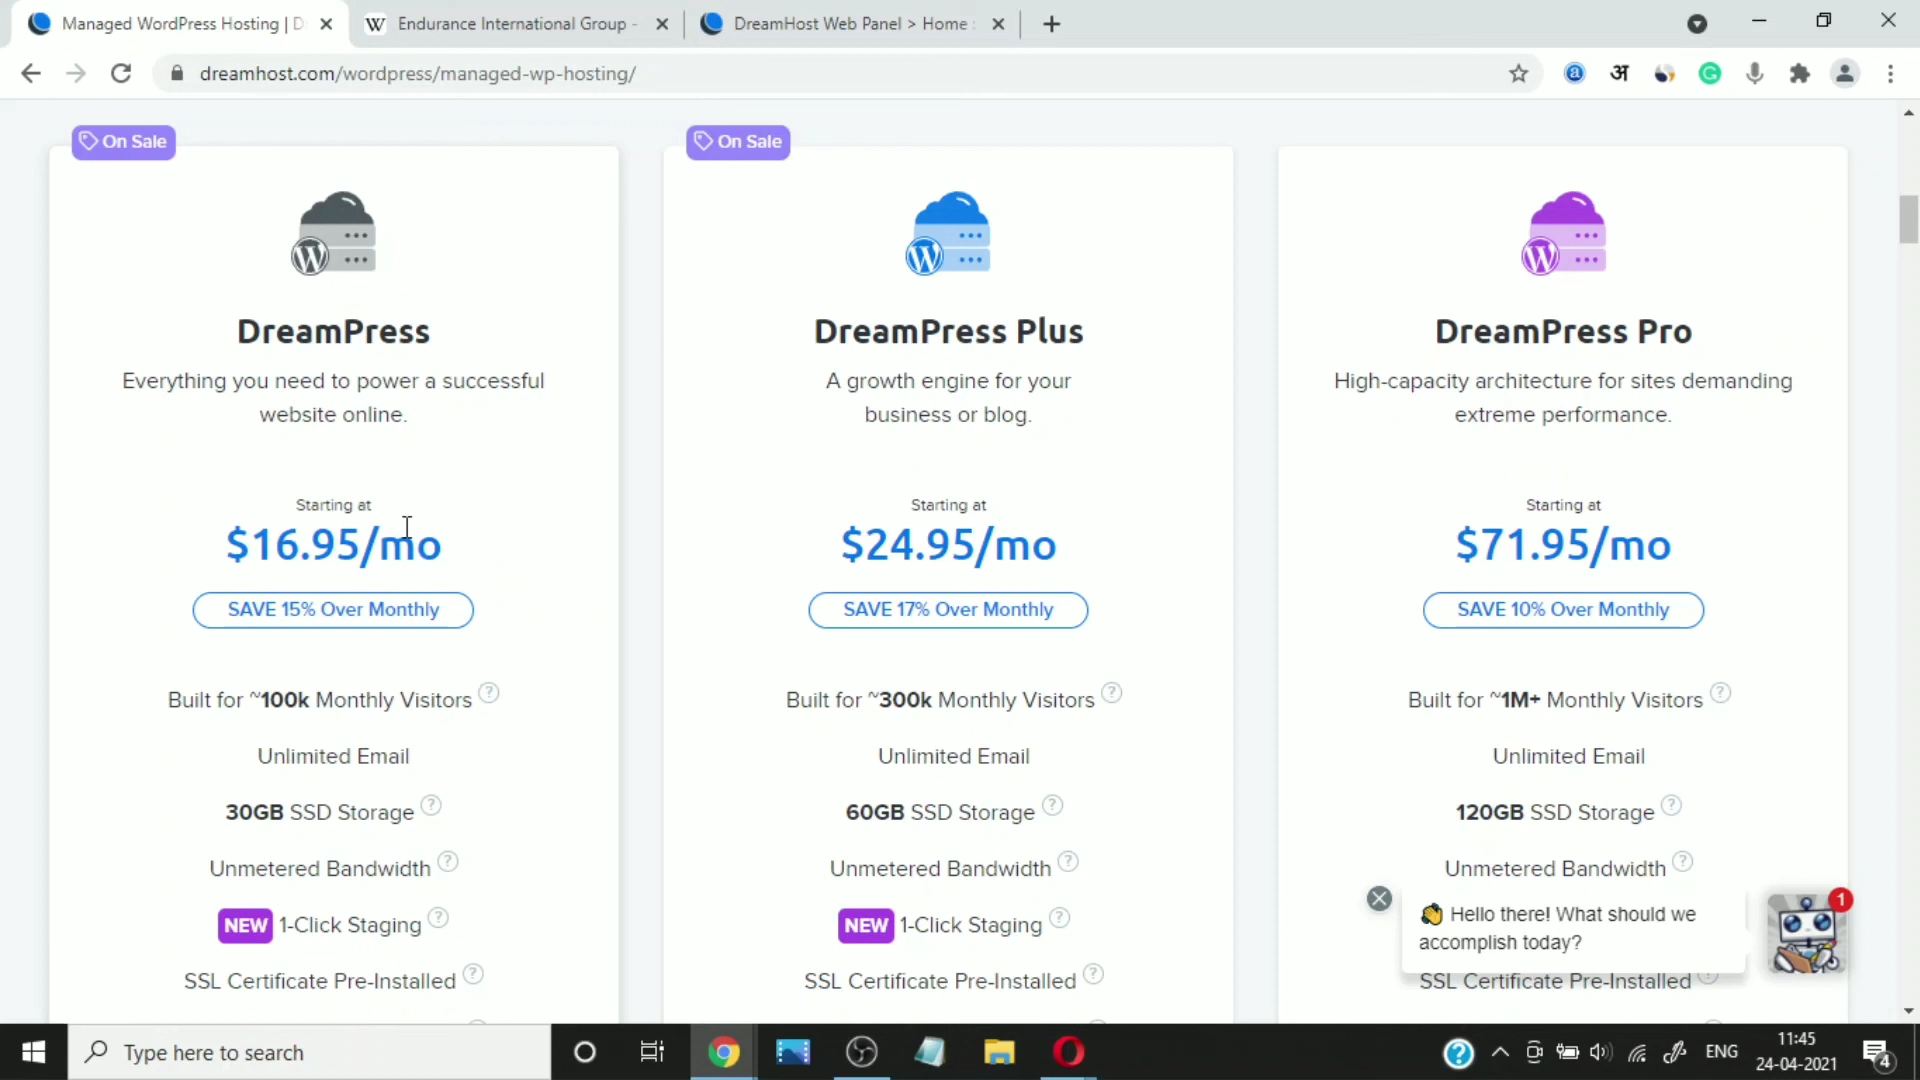 Managed WordPress Hosting | D
Endurance International Group -
DreamHost Web Panel > Home
dreamhost.com/wordpress/managed-wp-hosting/
a
अ
On Sale
On Sale
DreamPress
Everything you need to power a successful
website online.
Starting at
$16.95/mo
SAVE 15% Over Monthly
Built for ~100k Monthly Visitors ?
Unlimited Email
30GB SSD Storage ?
Unmetered Bandwidth ?
NEW 1-Click Staging ?
SSL Certificate Pre-Installed ?
DreamPress Plus
A growth engine for your
business or blog.
Starting at
$24.95/mo
SAVE 17% Over Monthly
Built for ~300k Monthly Visitors ?
Unlimited Email
60GB SSD Storage ?
Unmetered Bandwidth ?
NEW 1-Click Staging ?
SSL Certificate Pre-Installed ?
DreamPress Pro
High-capacity architecture for sites demanding
extreme performance.
Starting at
$71.95/mo
SAVE 10% Over Monthly
Built for ~1M+ Monthly Visitors ?
Unlimited Email
120GB SSD Storage ?
Unmetered Bandwidth ?
Hello there! What should we
accomplish today?
1
SSL Certificate Pre-Installed
Type here to search
ENG
11:45
24-04-2021
4